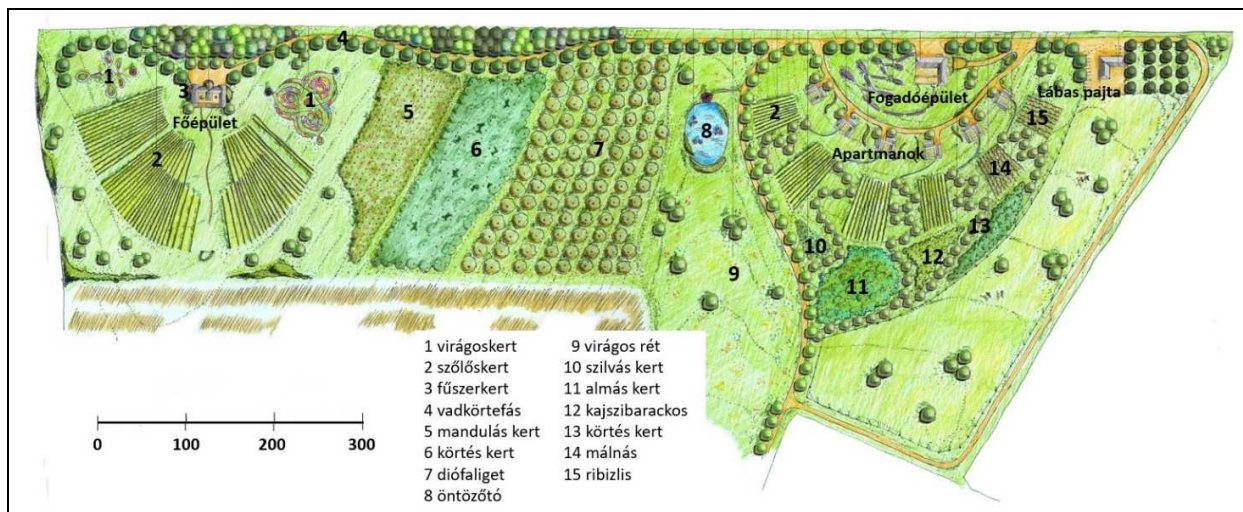 4
1
3
1
Főépület
2
5
6
7
8
2
Fogadóépület
Lábas pajta
15
Apartmanok
14
13
10
12
9
11
1 virágoskert
2 szőlőskert
3 fűszerkert
4 vadkörtefás
5 mandulás kert
6 körtés kert
7 diófaliget
8 öntözőtó
9 virágos rét
10 szilvás kert
11 almás kert
12 kajszibarackos
13 körtés kert
14 málnás
15 ribizlis
0 100 200 300